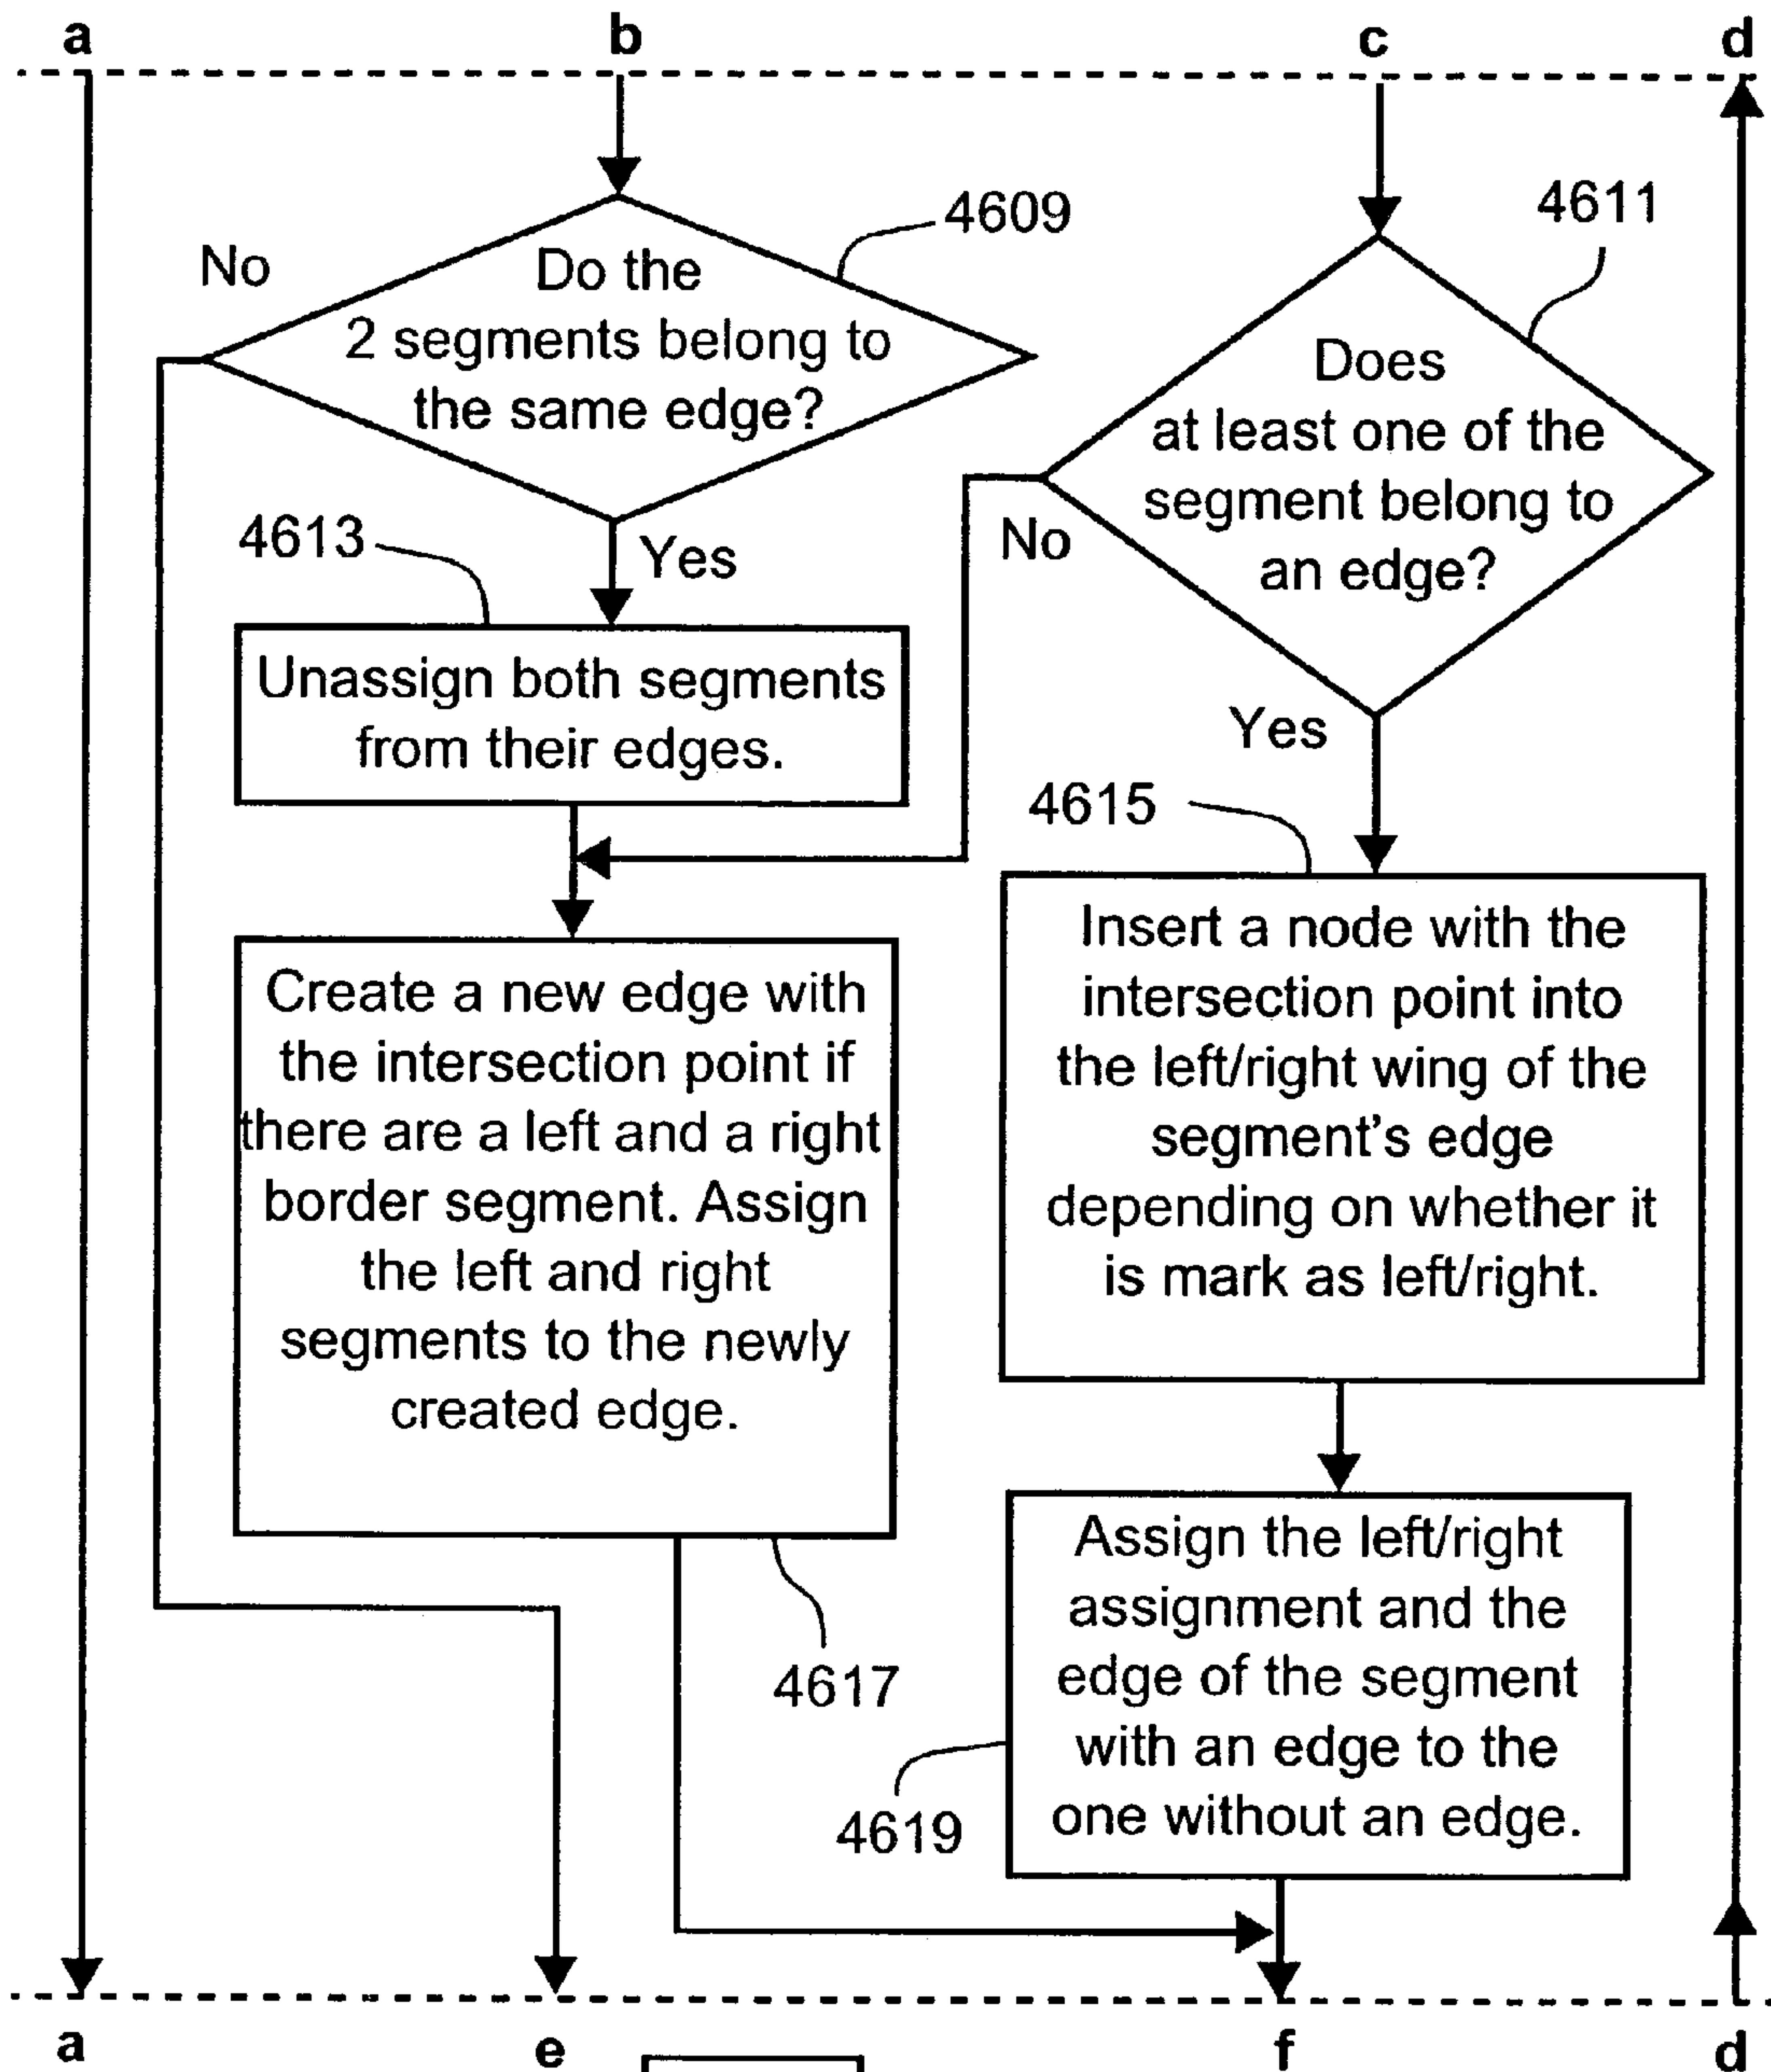 a
b
c
d
4609
4611
No
Do the
2 segments belong to
the same edge?
Does
at least one of the
segment belong to
an edge?
4613
Yes
No
Unassign both segments
from their edges.
Yes
4615
Create a new edge with
the intersection point if
there are a left and a right
border segment. Assign
the left and right
segments to the newly
created edge.
Insert a node with the
intersection point into
the left/right wing of the
segment's edge
depending on whether it
is mark as left/right.
4617
Assign the left/right
assignment and the
edge of the segment
with an edge to the
one without an edge.
4619
a
e
f
d